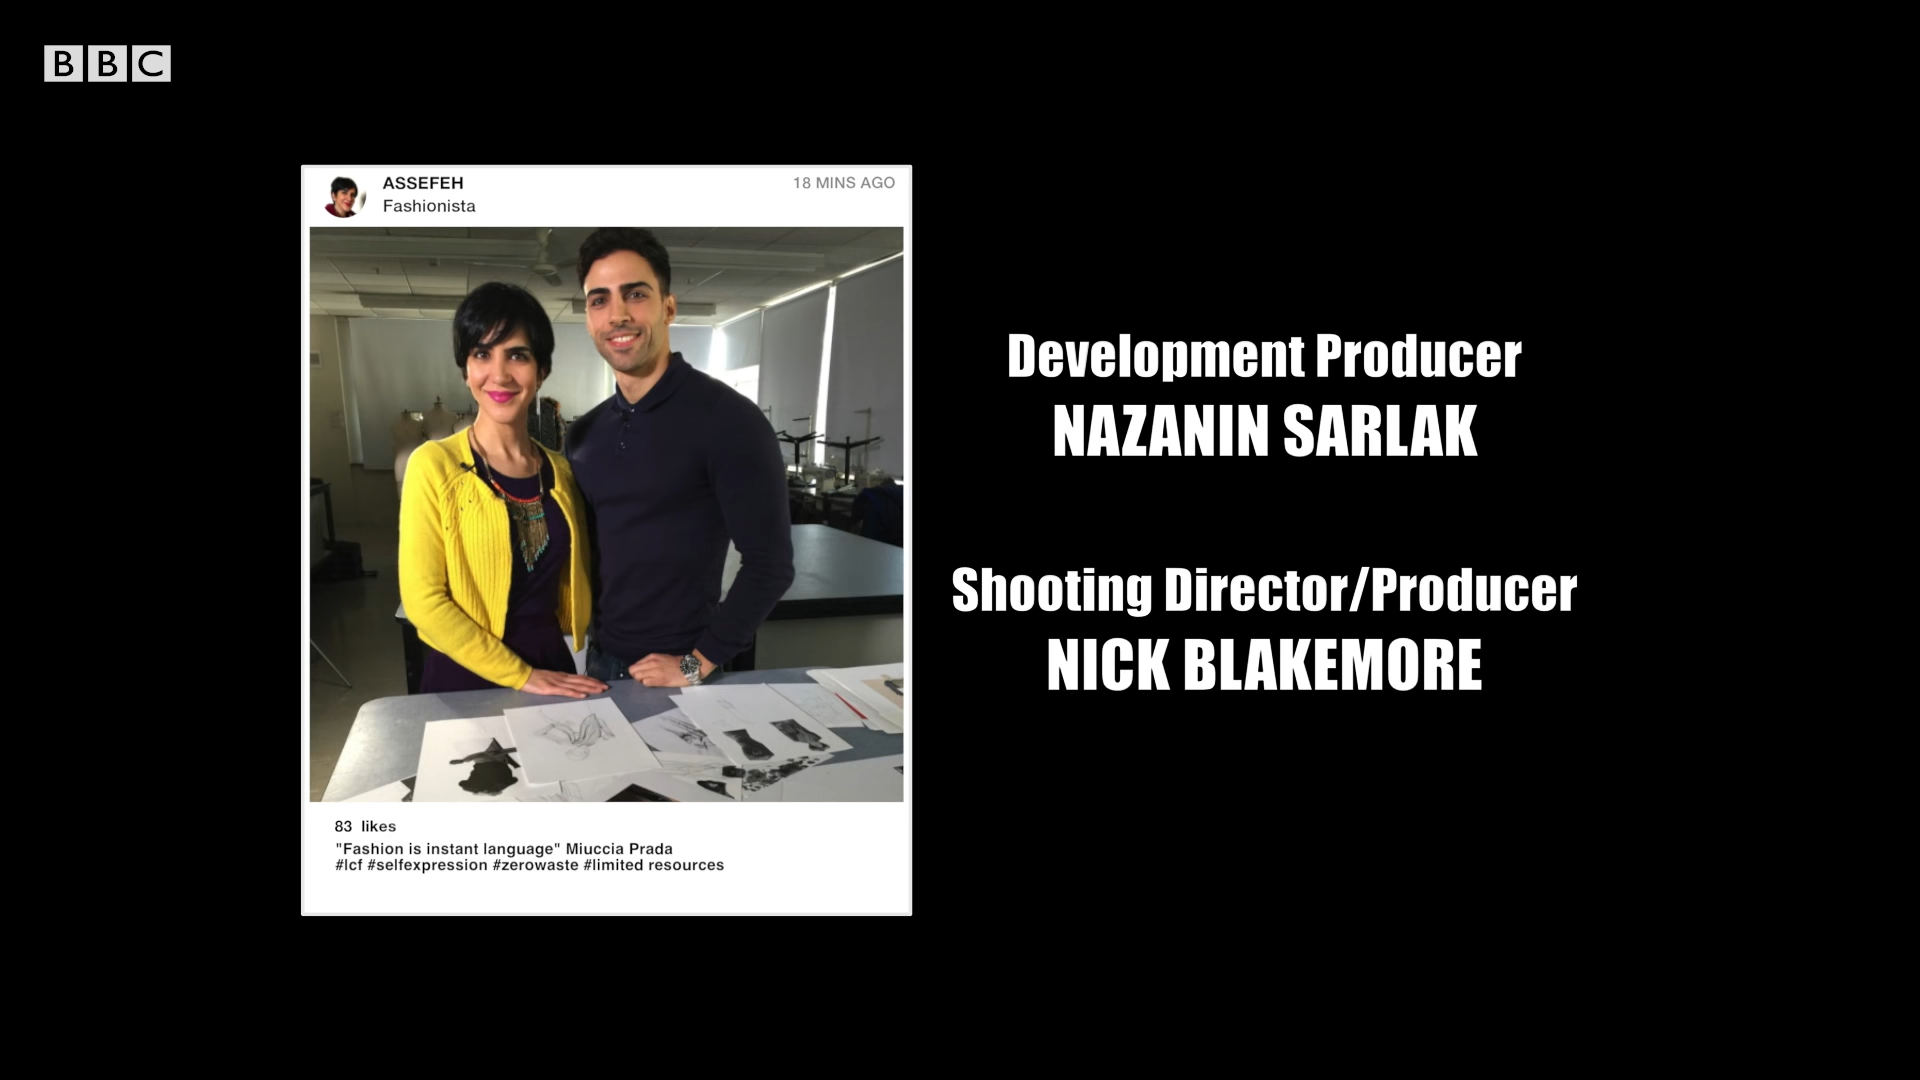 BBC
ASSEFEH
18 MINS AGO
Fashionista
83 likes
"Fashion is instant language" Miuccia Prada
#lcf #selfexpression #zerowaste #limited resources
Development Producer
NAZANIN SARLAK
Shooting Director/Producer
NICK BLAKEMORE